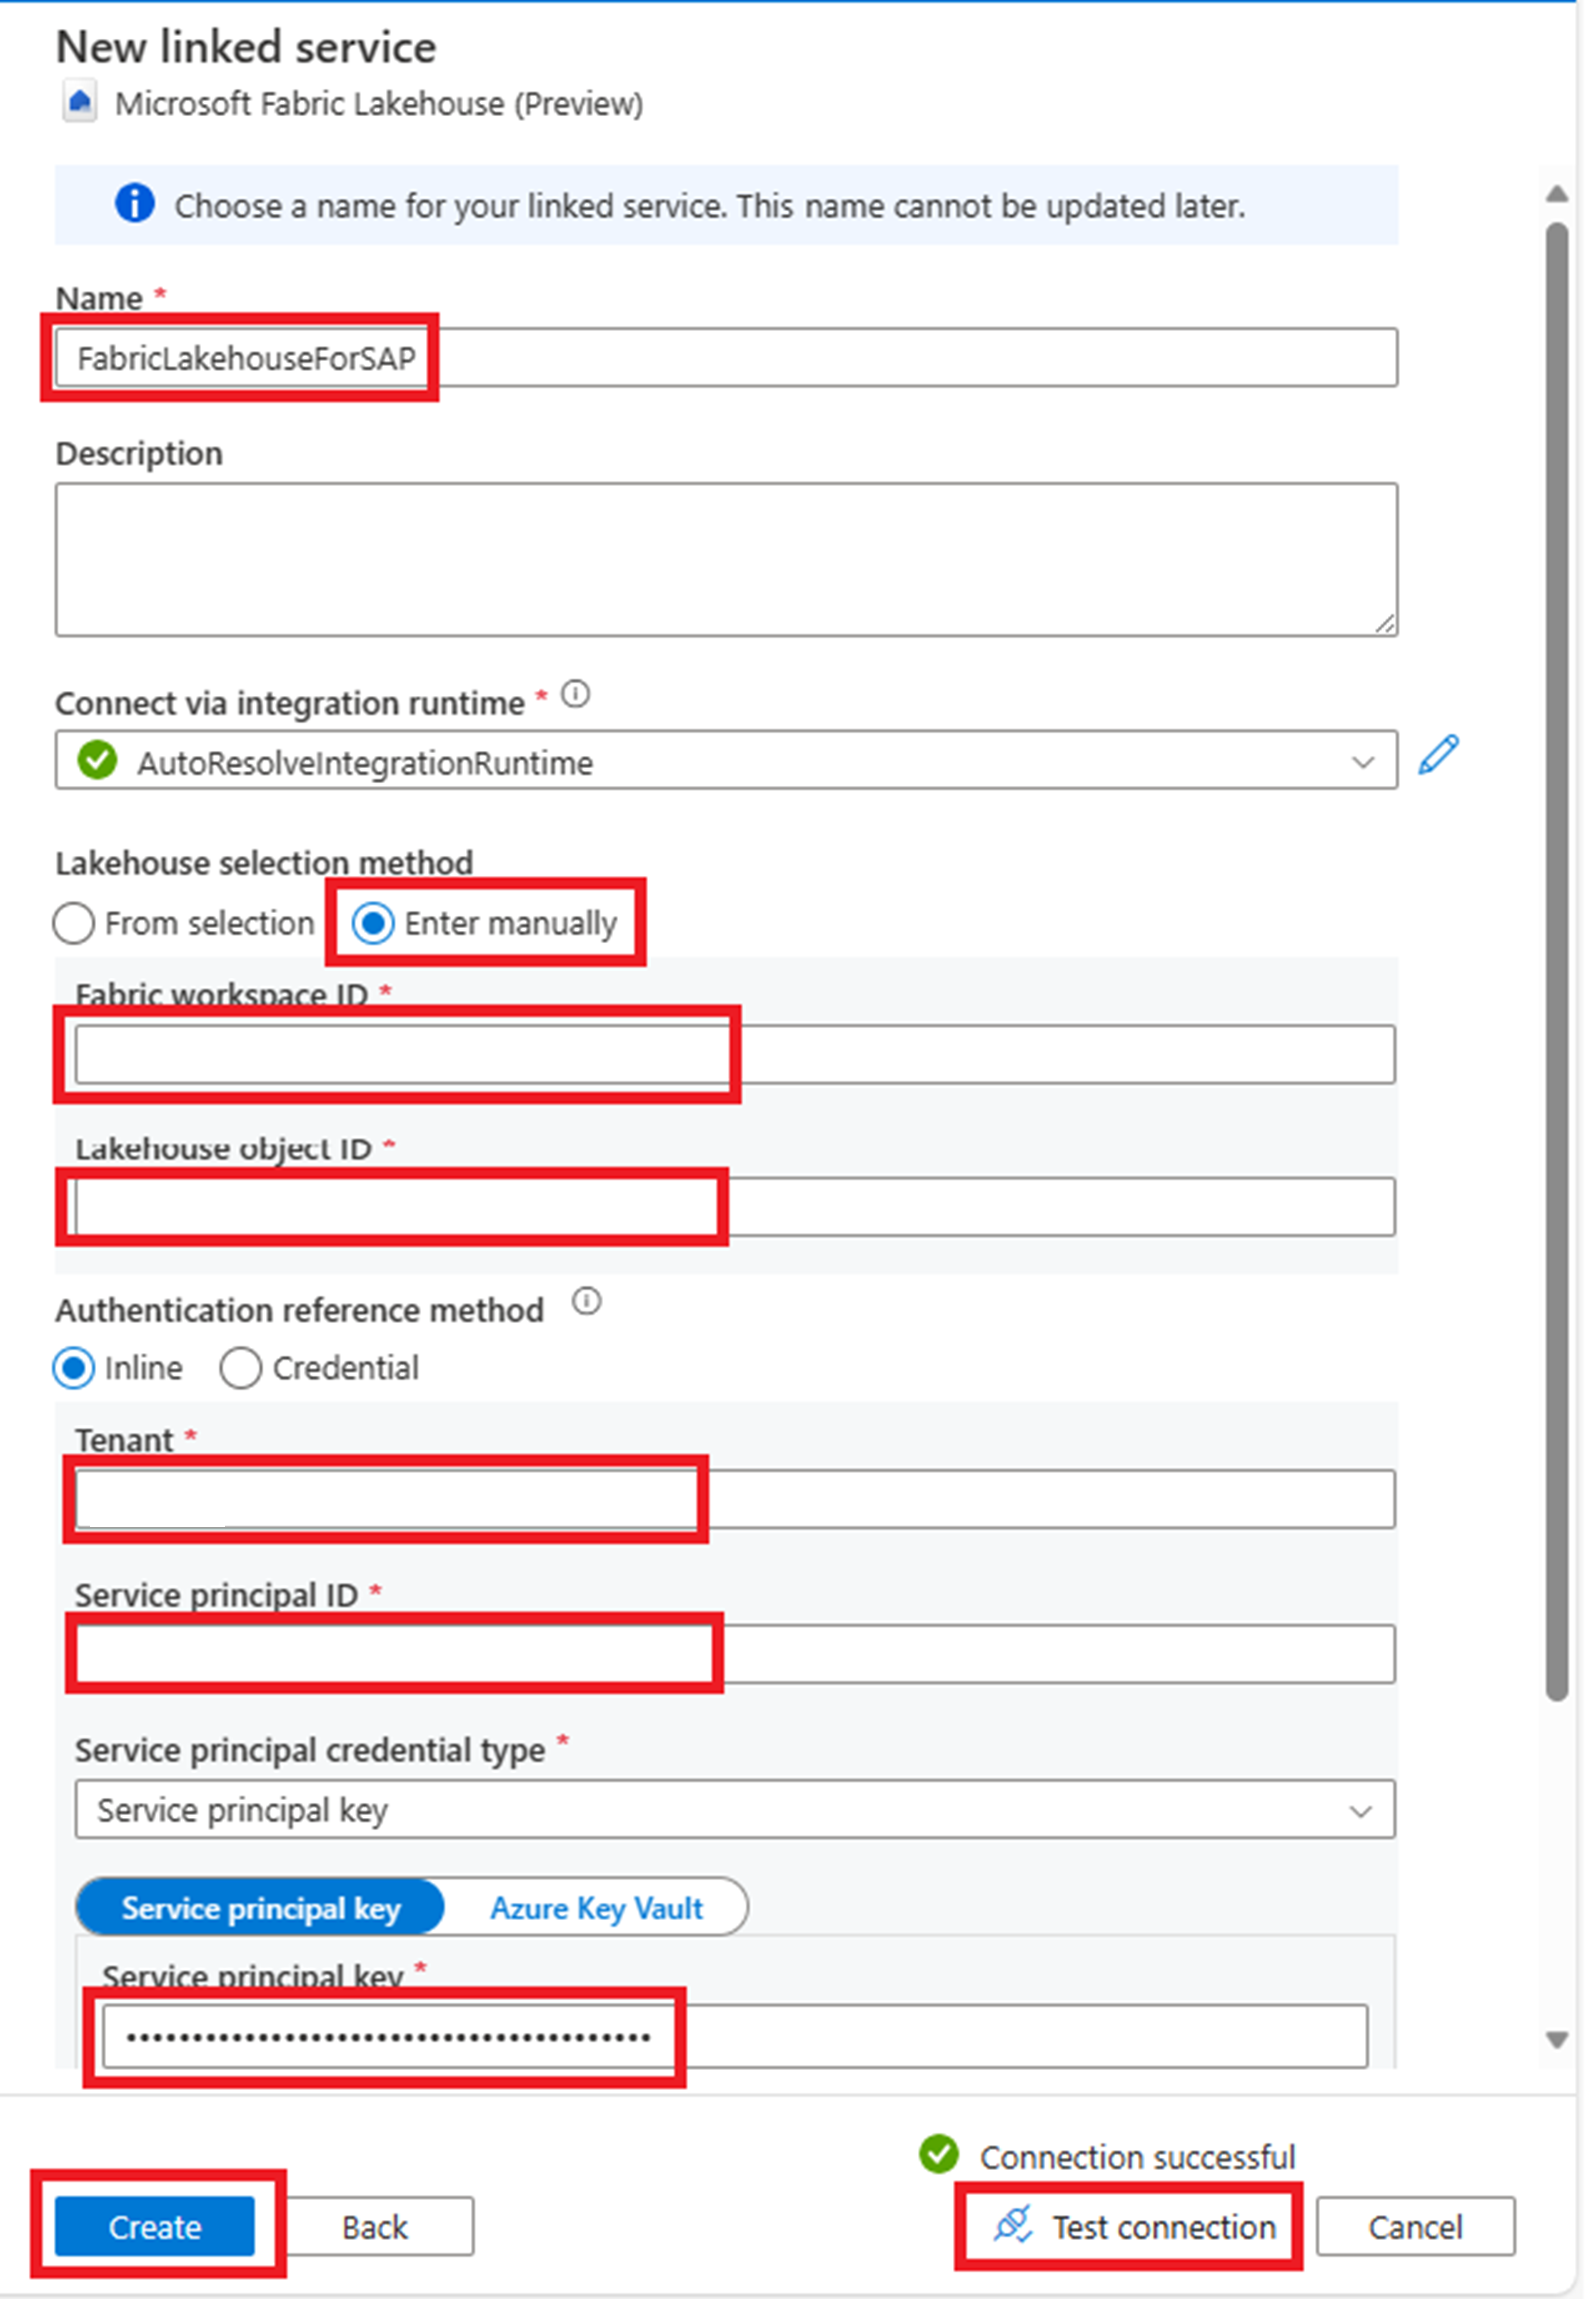 New linked service
Microsoft Fabric Lakehouse (Preview)
Choose a name for your linked service. This name cannot be updated later.
Name *
FabricLakehouseForSAP
Description
Connect via integration runtime *
AutoResolveIntegrationRuntime
Lakehouse selection method
From selection Enter manually
Fabric workspace ID *
Lakehouse object ID *
Authentication reference method
Inline Credential
Tenant *
Service principal ID *
Service principal credential type *
Service principal key
Service principal key Azure Key Vault
Service principal key *
••••••••••••••••••••••••••••••••••••••••
Connection successful
Create Back Test connection Cancel